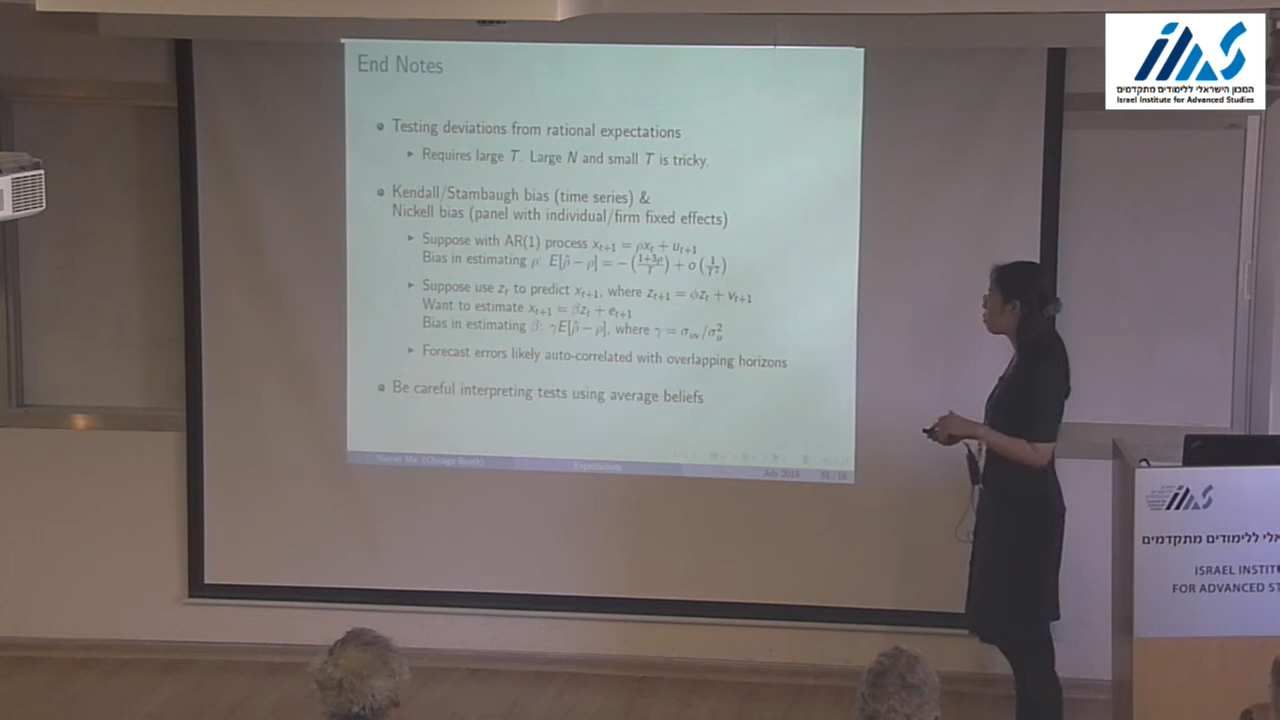 End Notes
Testing deviations from rational expectations
Requires large T. Large N and small T is tricky.
Kendall/Stambaugh bias (time series) &
Nickell bias (panel with individual/firm fixed effects)
Suppose with AR(1) process x_{t+1} = ρx_t + u_{t+1}
Bias in estimating ρ: E[ρ̂ − ρ] = −((1+3ρ)/T) + o(1/T²)
Suppose use z_t to predict x_{t+1}, where z_{t+1} = ϕz_t + v_{t+1}
Want to estimate x_{t+1} = βz_t + e_{t+1}
Bias in estimating β: γE[ρ̂ − ρ], where γ = σ_{uv}/σ_u²
Forecast errors likely auto-correlated with overlapping horizons
Be careful interpreting tests using average beliefs
Ma (Chicago Booth)
Expectations
July 2019
המכון הישראלי ללימודים מתקדמים
Israel Institute for Advanced Studies
אלי ללימודים מתקדמים
ISRAEL INSTIT
FOR ADVANCED ST